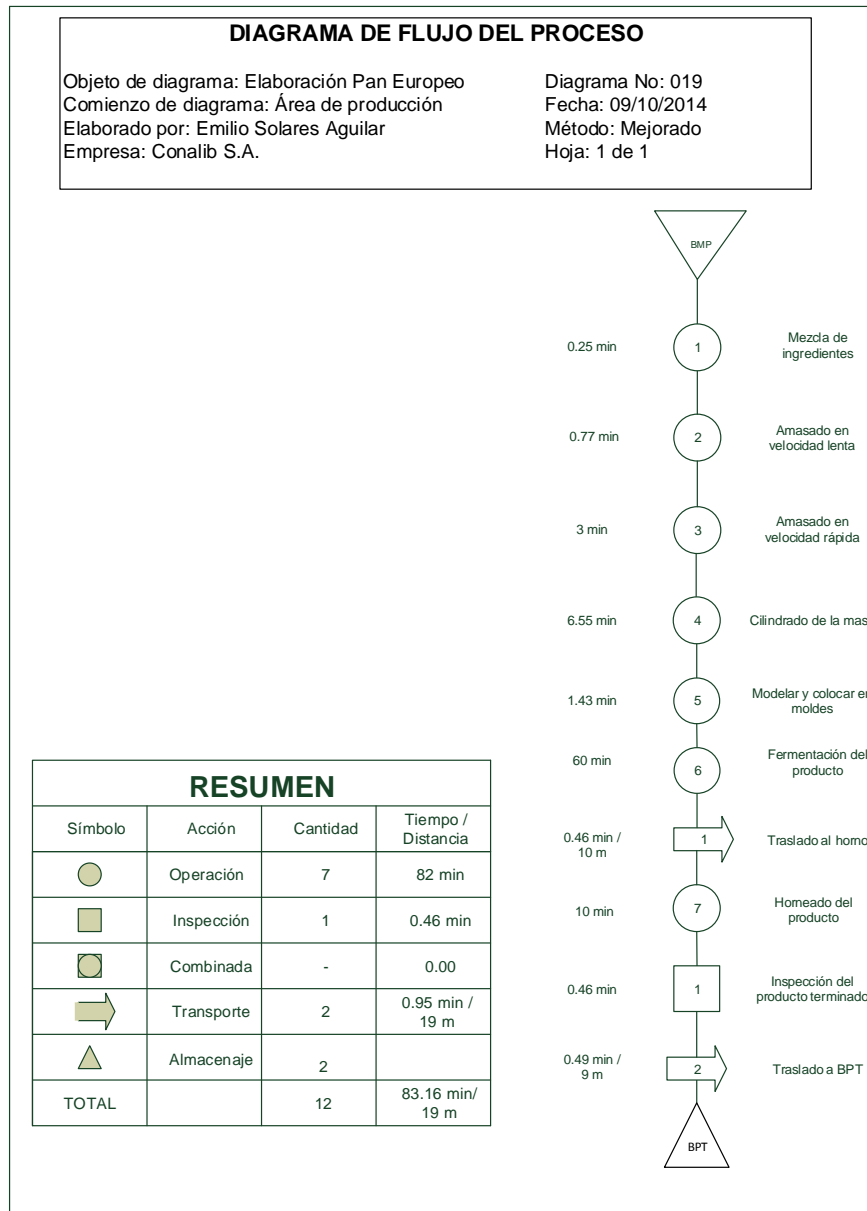 DIAGRAMA DE FLUJO DEL PROCESO
Objeto de diagrama: Elaboración Pan Europeo
Comienzo de diagrama: Área de producción
Elaborado por: Emilio Solares Aguilar
Empresa: Conalib S.A.
Diagrama No: 019
Fecha: 09/10/2014
Método: Mejorado
Hoja: 1 de 1
BMP
0.25 min
1
Mezcla de
ingredientes
0.77 min
2
Amasado en
velocidad lenta
3 min
3
Amasado en
velocidad rápida
6.55 min
4
Cilindrado de la mas
1.43 min
5
Modelar y colocar en
moldes
60 min
6
Fermentación del
producto
0.46 min /
10 m
1
Traslado al horno
10 min
7
Horneado del
producto
0.46 min
1
Inspección del
producto terminado
0.49 min /
9 m
2
Traslado a BPT
BPT
RESUMEN
Símbolo Acción Cantidad Tiempo /
Distancia
Operación 7 82 min
Inspección 1 0.46 min
Combinada - 0.00
Transporte 2 0.95 min /
19 m
Almacenaje 2
TOTAL 12 83.16 min/
19 m